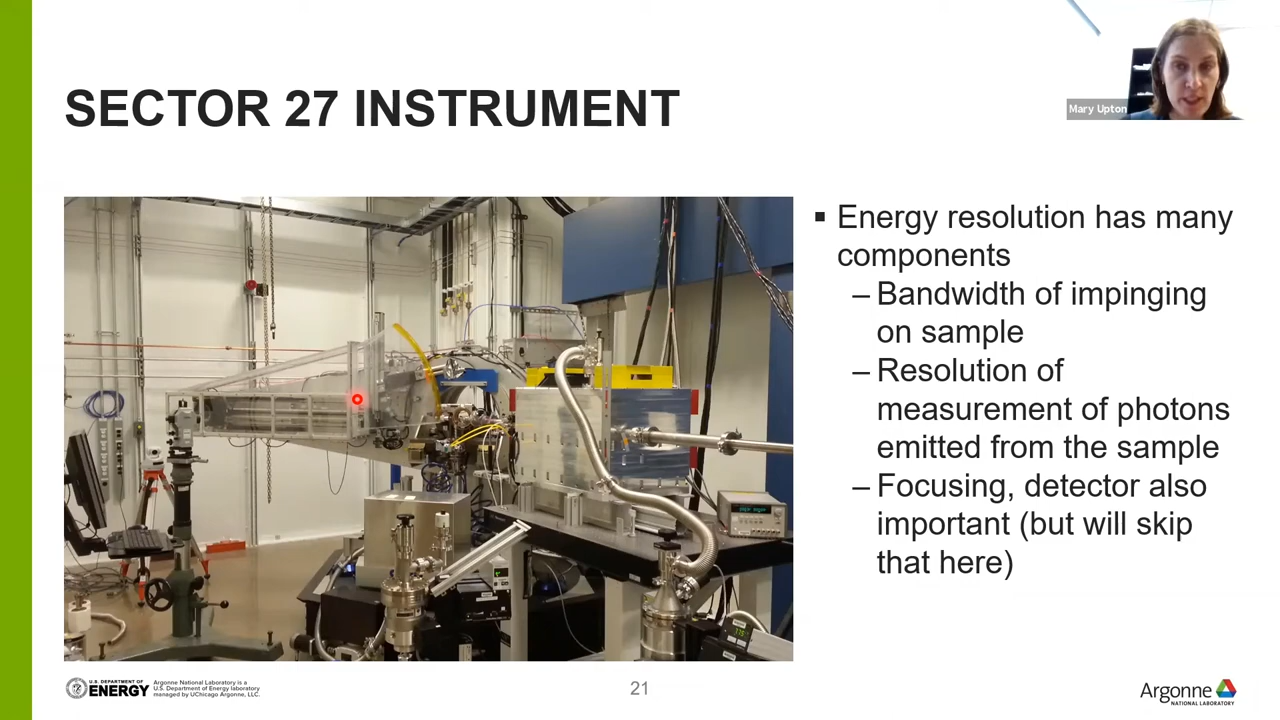 Mary Upton
SECTOR 27 INSTRUMENT
▪ Energy resolution has many
components
– Bandwidth of impinging
on sample
– Resolution of
measurement of photons
emitted from the sample
– Focusing, detector also
important (but will skip
that here)
U.S. DEPARTMENT OF
ENERGY
Argonne National Laboratory is a
U.S. Department of Energy laboratory
managed by UChicago Argonne, LLC.
21
Argonne
NATIONAL LABORATORY